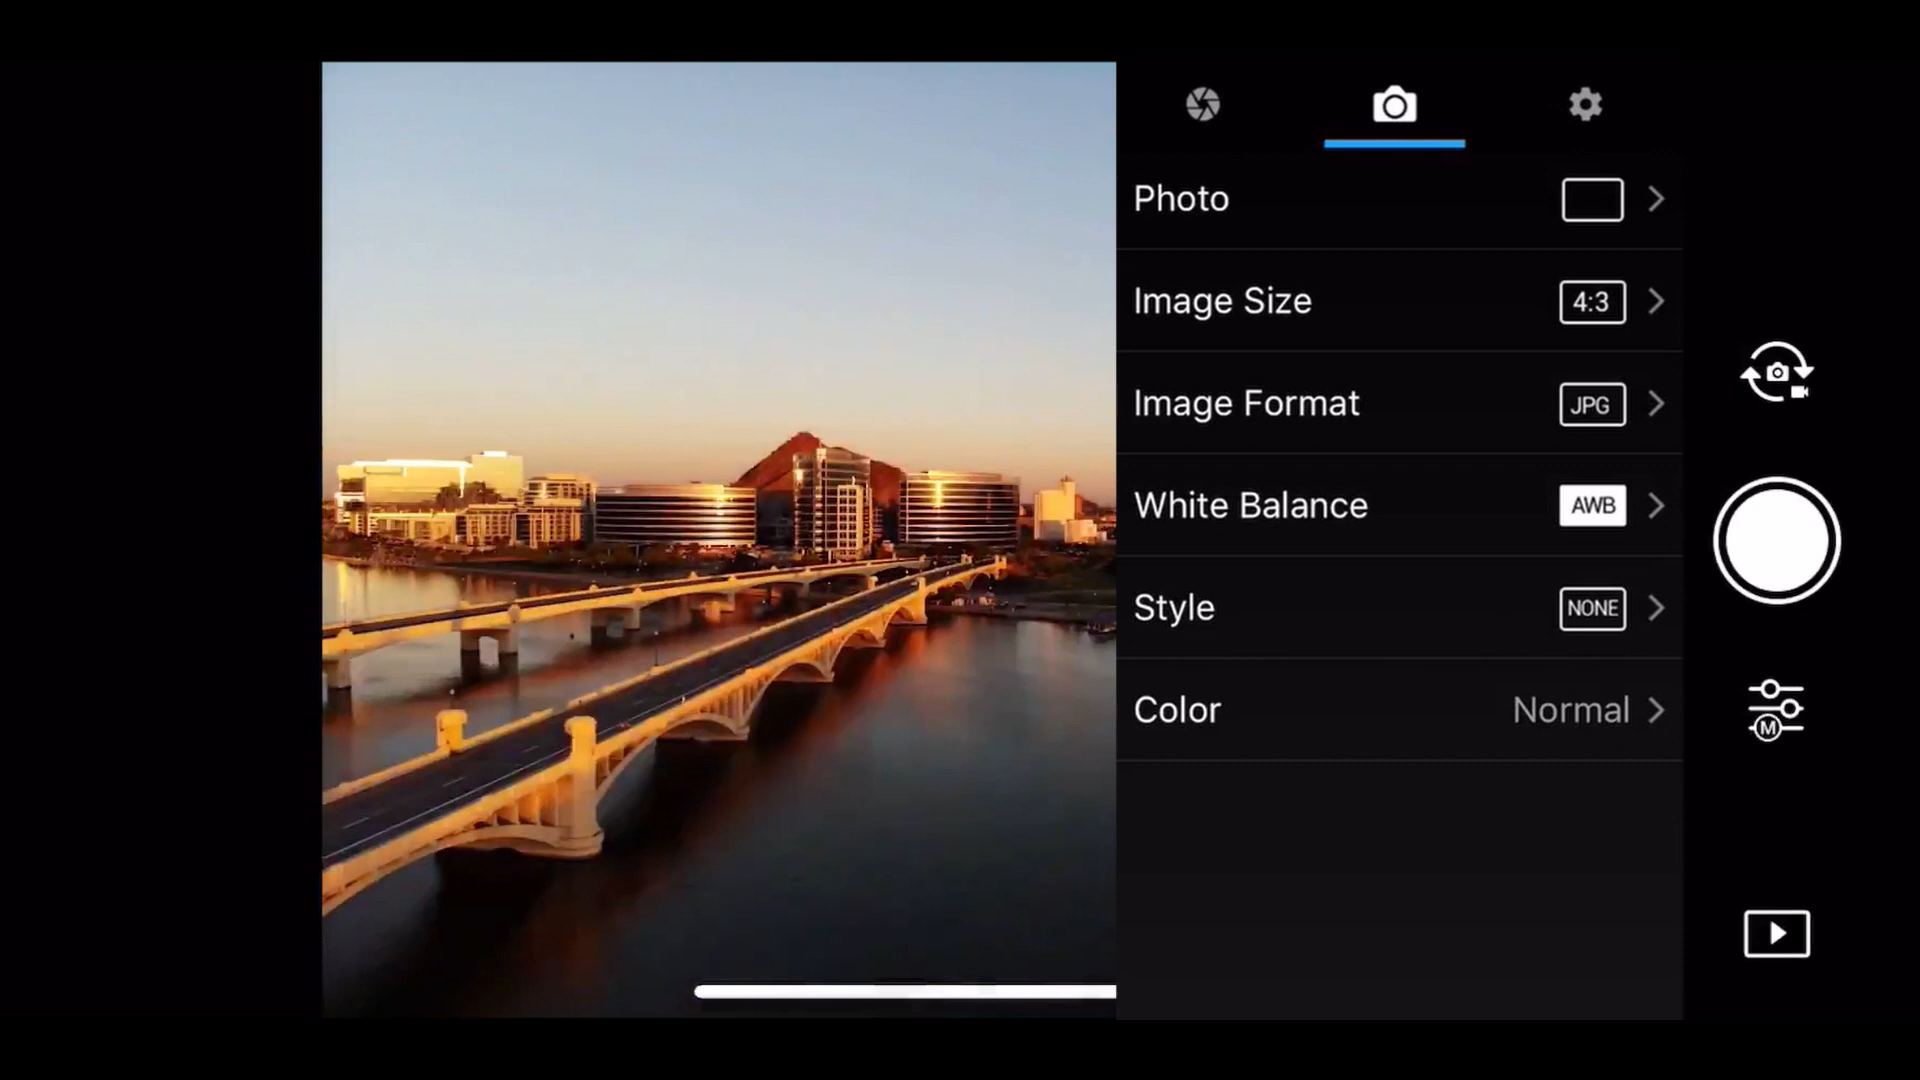 Photo
Image Size 4:3
Image Format JPG
White Balance AWB
Style NONE
Color Normal
M